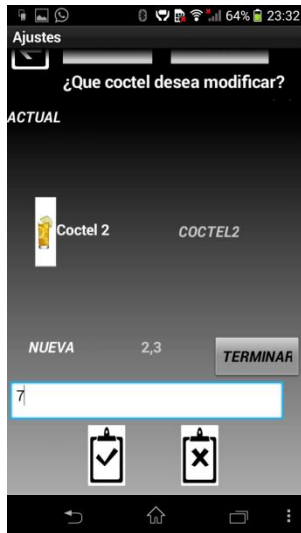 64% 23:32
Ajustes
¿Que coctel desea modificar?
ACTUAL
Coctel 2 COCTEL2
NUEVA 2,3 TERMINAR
7